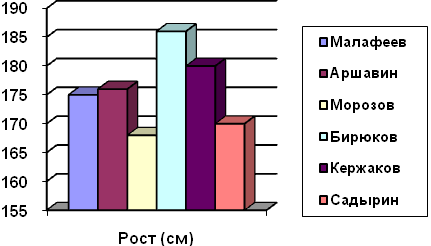 190
185
180
175
170
165
160
155
Рост (см)
Малафеев
Аршавин
Морозов
Бирюков
Кержаков
Садырин